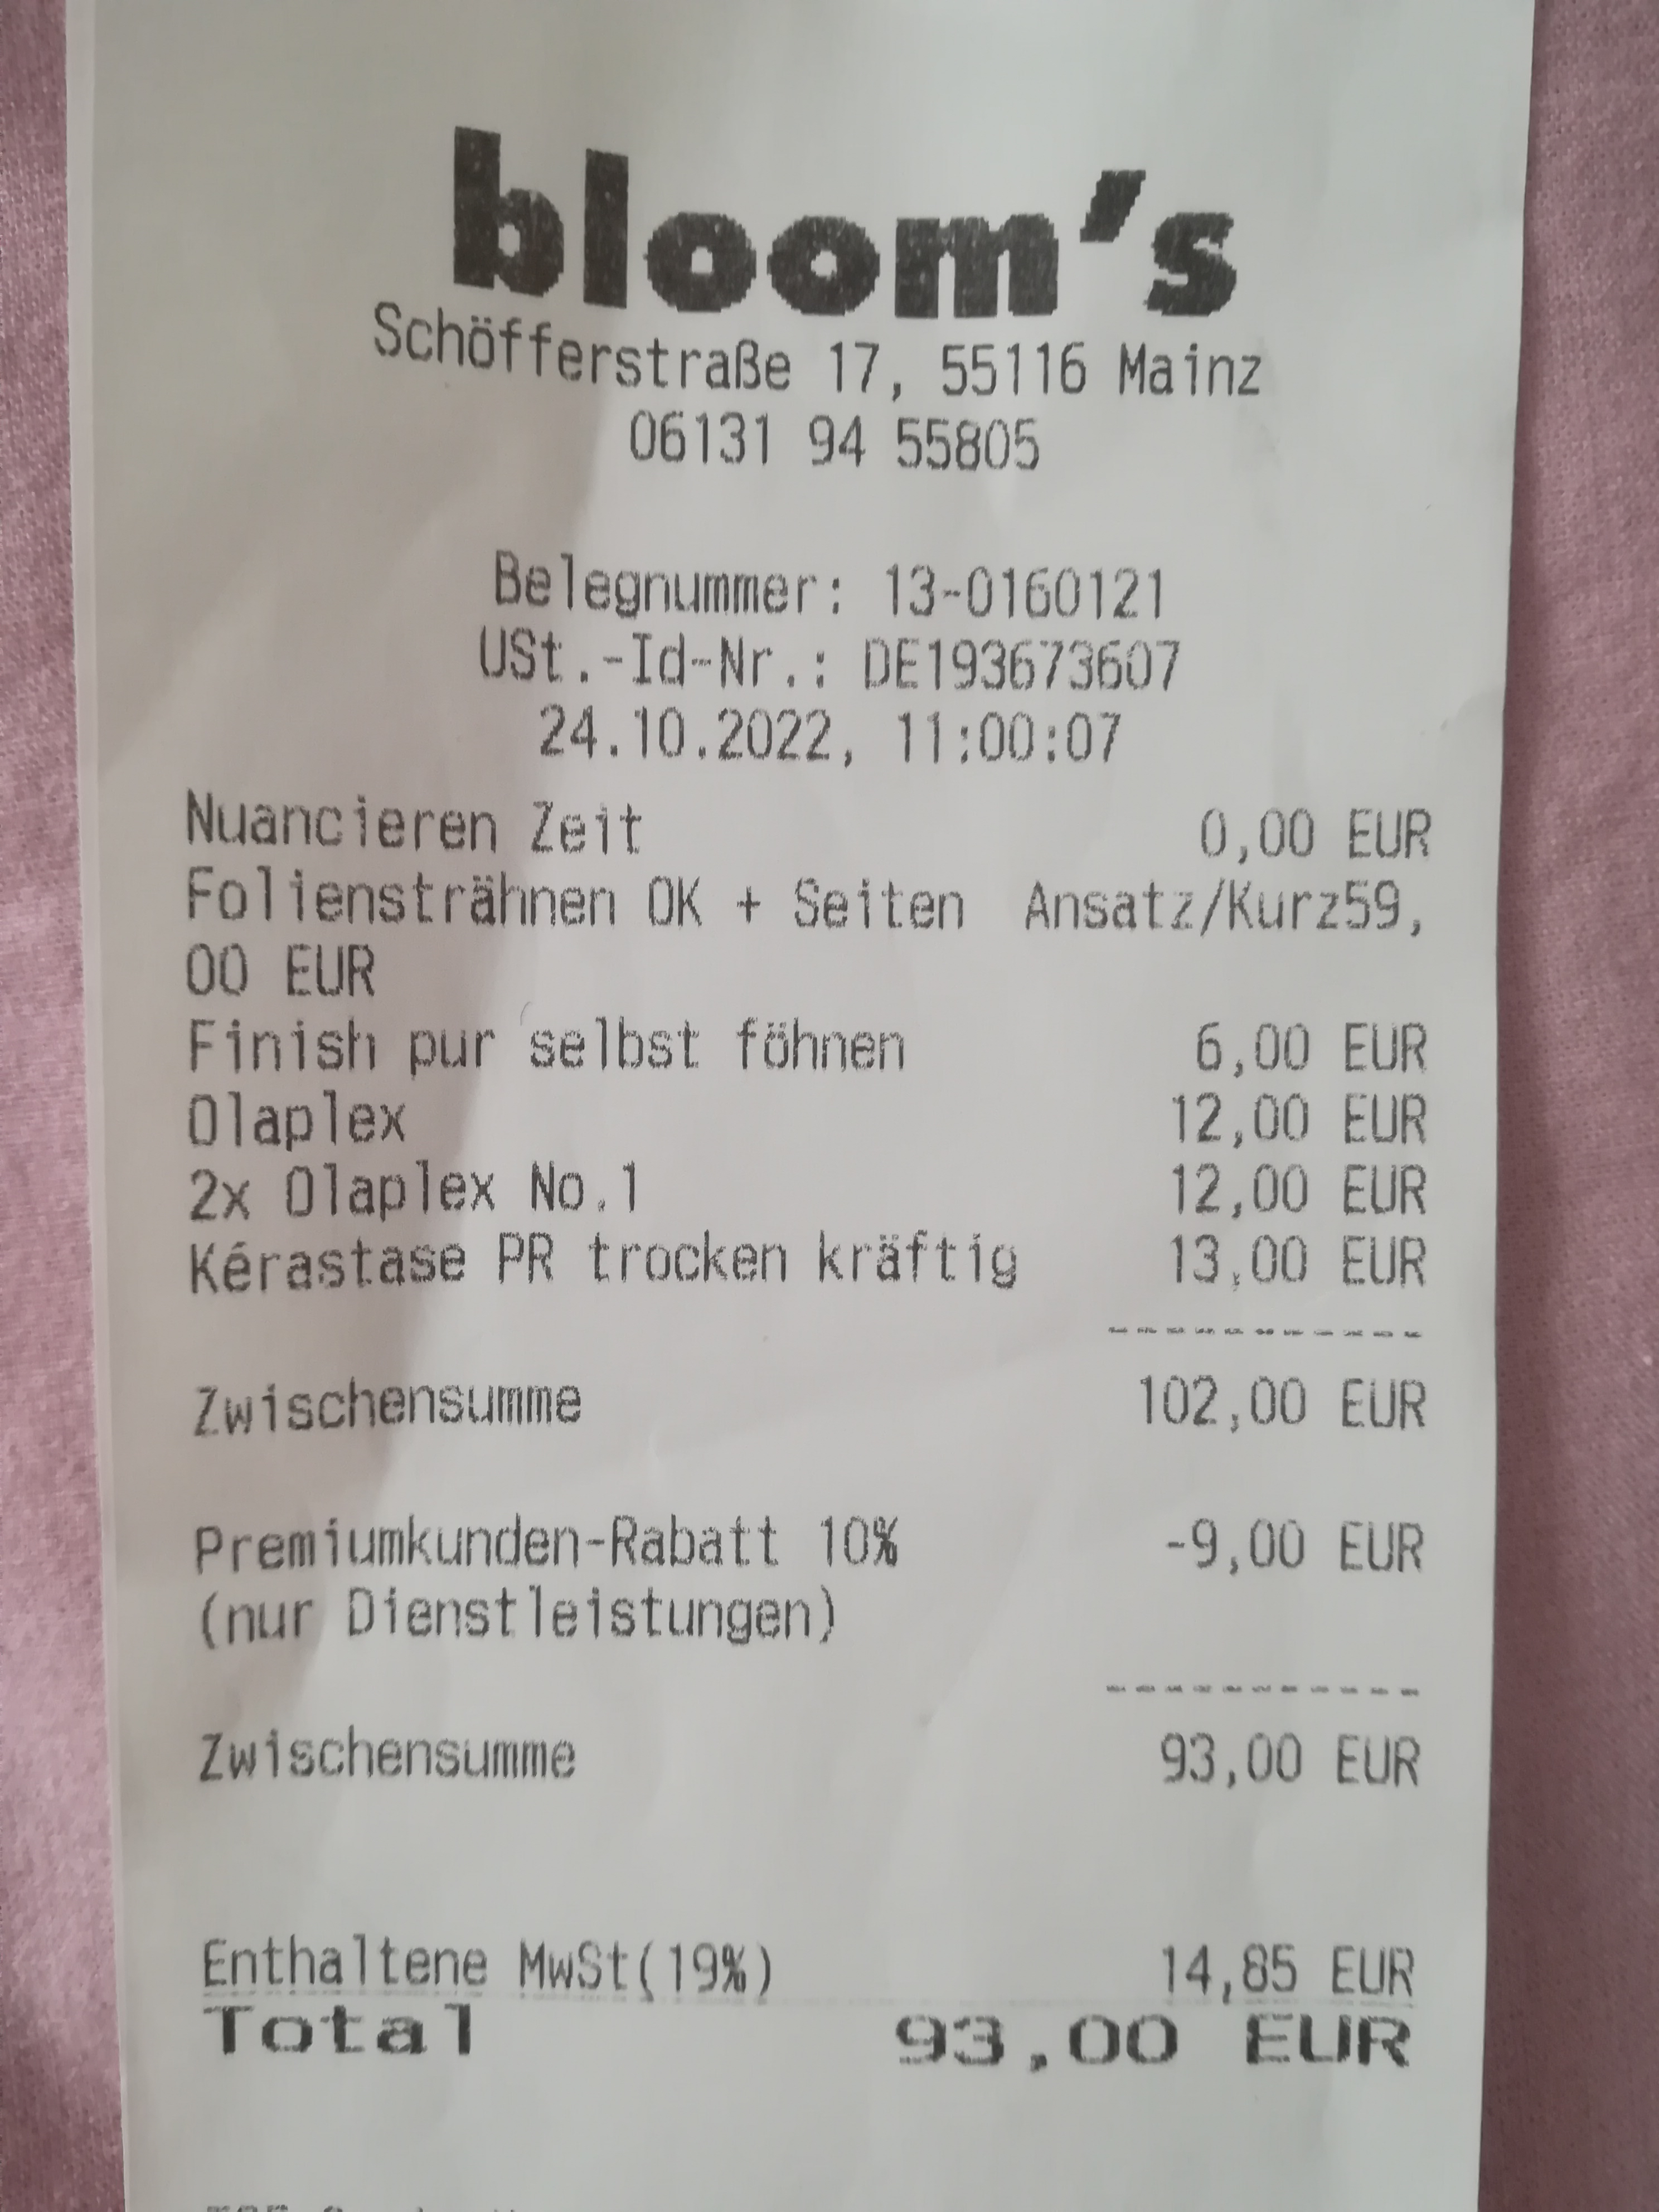 bloom's
Schöfferstraße 17, 55116 Mainz
06131 94 55805
Belegnummer: 13-0160121
USt.-Id-Nr.: DE193673607
24.10.2022, 11:00:07
Nuancieren Zeit 0,00 EUR
Foliensträhnen OK + Seiten Ansatz/Kurz59,
00 EUR
Finish pur selbst föhnen 6,00 EUR
Olaplex 12,00 EUR
2x Olaplex No.1 12,00 EUR
Kérastase PR trocken kräftig 13,00 EUR
-----------
Zwischensumme 102,00 EUR
Premiumkunden-Rabatt 10% -9,00 EUR
(nur Dienstleistungen)
-----------
Zwischensumme 93,00 EUR
Enthaltene MwSt(19%) 14,85 EUR
Total 93,00 EUR